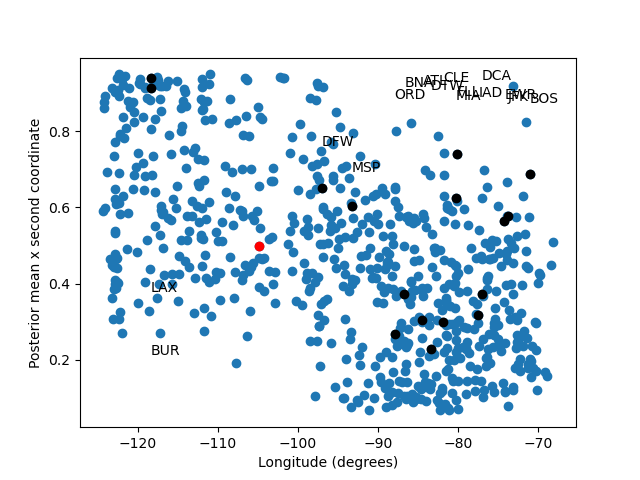 DCA
CLE
BNA
ATL
DTW
FLL
IAD
MIA
EWR
JFK
BOS
ORD
0.8
DFW
MSP
0.6
0.4
LAX
BUR
0.2
−120
−110
−100
−90
−80
−70
Longitude (degrees)
Posterior mean x second coordinate